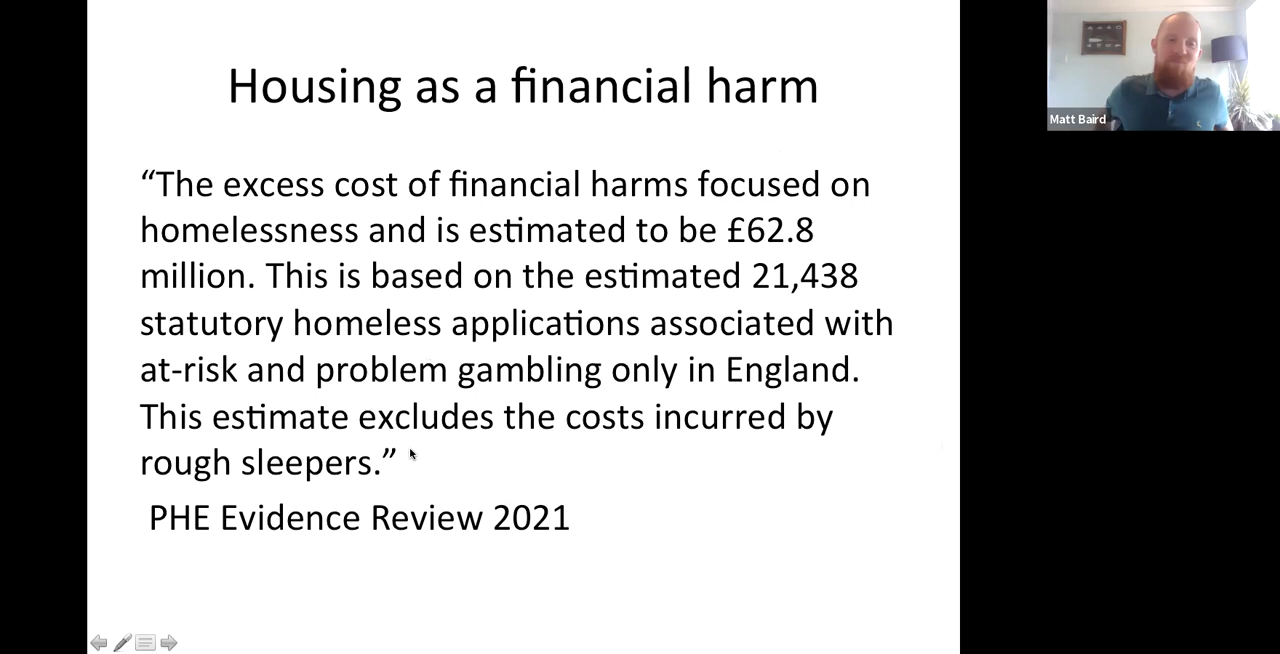 Housing as a financial harm
“The excess cost of financial harms focused on
homelessness and is estimated to be £62.8
million. This is based on the estimated 21,438
statutory homeless applications associated with
at-risk and problem gambling only in England.
This estimate excludes the costs incurred by
rough sleepers.”
PHE Evidence Review 2021
Matt Baird